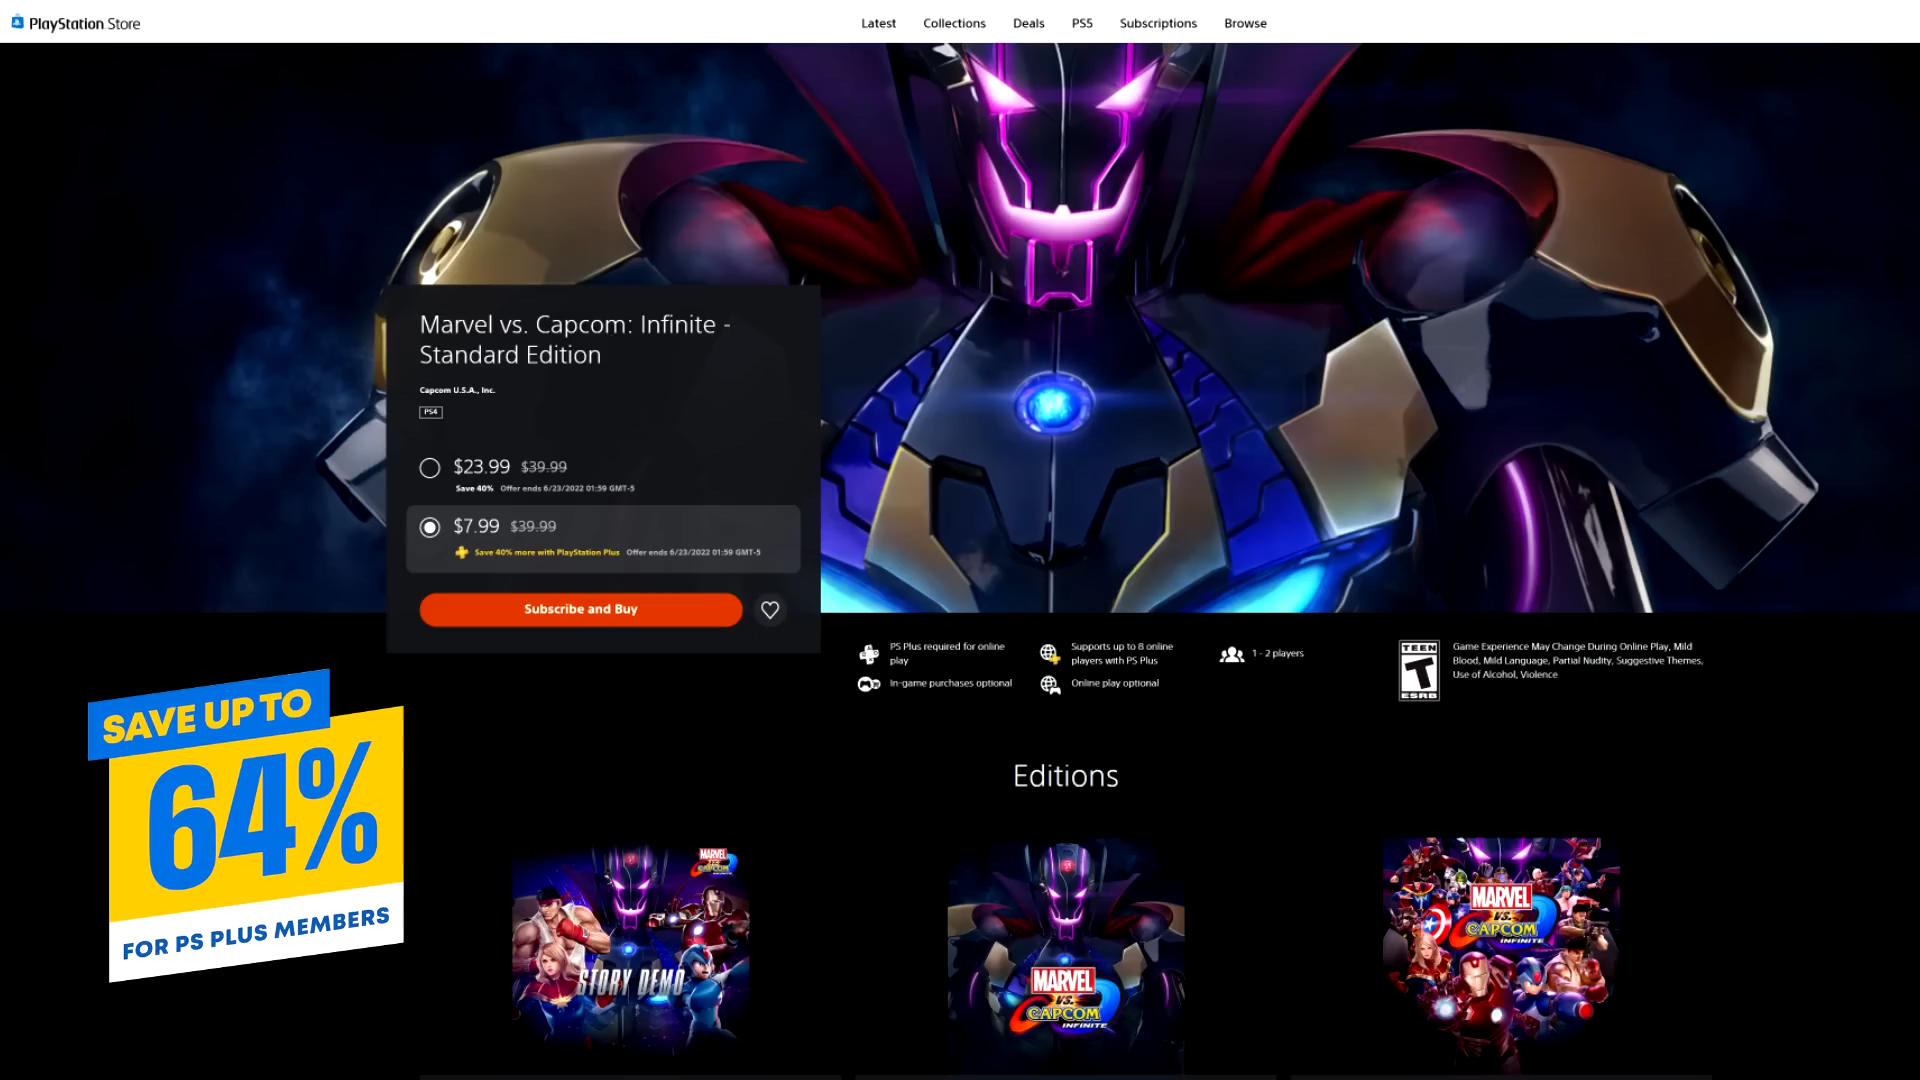 PlayStation Store
Latest
Collections
Deals
PS5
Subscriptions
Browse
Marvel vs. Capcom: Infinite -
Standard Edition
Capcom U.S.A., Inc.
PS4
$23.99 $39.99
Save 40% Offer ends 6/23/2022 01:59 GMT-5
$7.99 $39.99
Save 40% more with PlayStation Plus Offer ends 6/23/2022 01:59 GMT-5
Subscribe and Buy
PS Plus required for online
play
In-game purchases optional
Supports up to 8 online
players with PS Plus
Online play optional
1 - 2 players
TEEN
T
ESRB
Game Experience May Change During Online Play, Mild
Blood, Mild Language, Partial Nudity, Suggestive Themes,
Use of Alcohol, Violence
SAVE UP TO
64%
FOR PS PLUS MEMBERS
Editions
MARVEL
VS.
CAPCOM
INFINITE
STORY DEMO
MARVEL
VS.
CAPCOM
INFINITE
MARVEL
VS.
CAPCOM
INFINITE